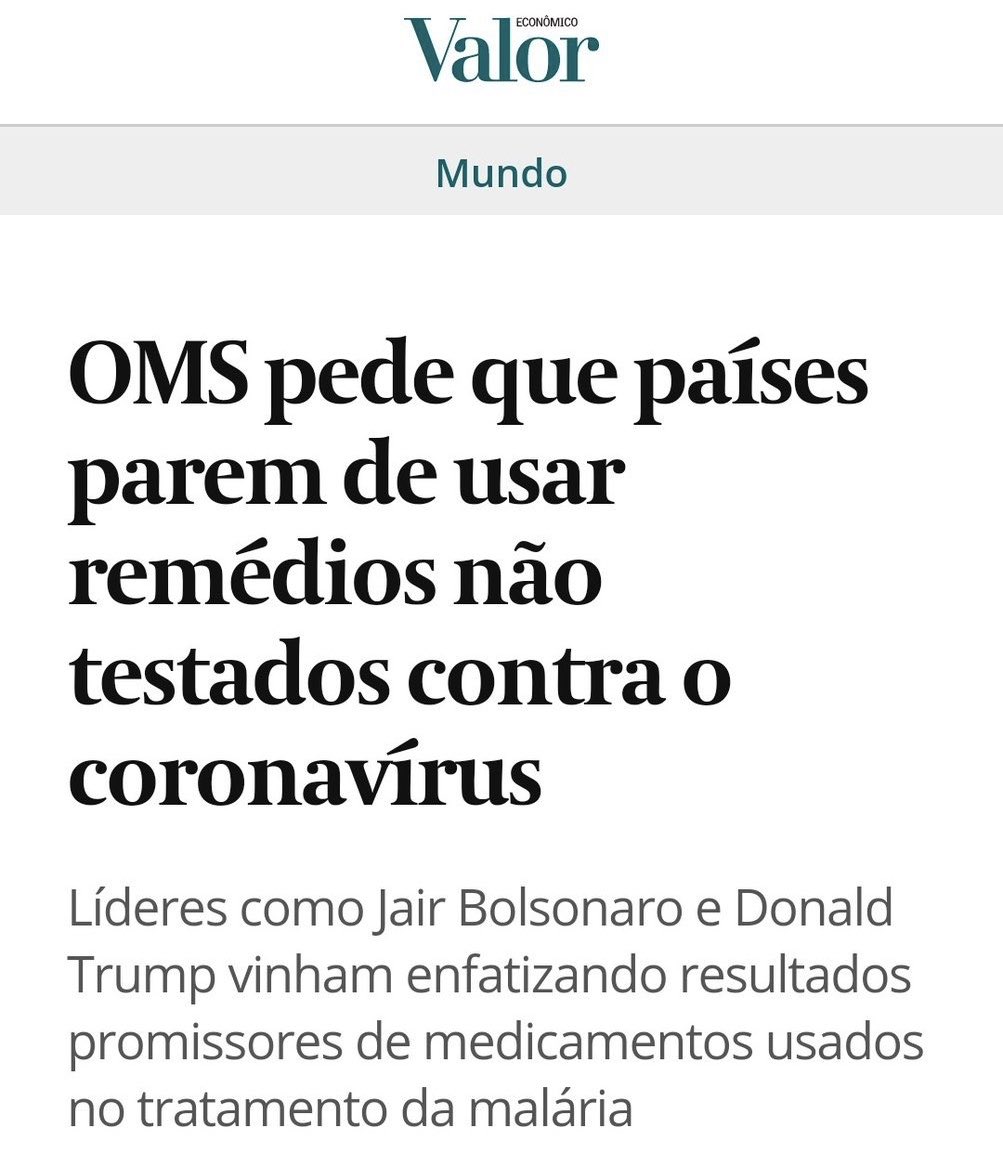 ECONÔMICO
Valor
Mundo
OMS pede que países
parem de usar
remédios não
testados contra o
coronavírus
Líderes como Jair Bolsonaro e Donald
Trump vinham enfatizando resultados
promissores de medicamentos usados
no tratamento da malária